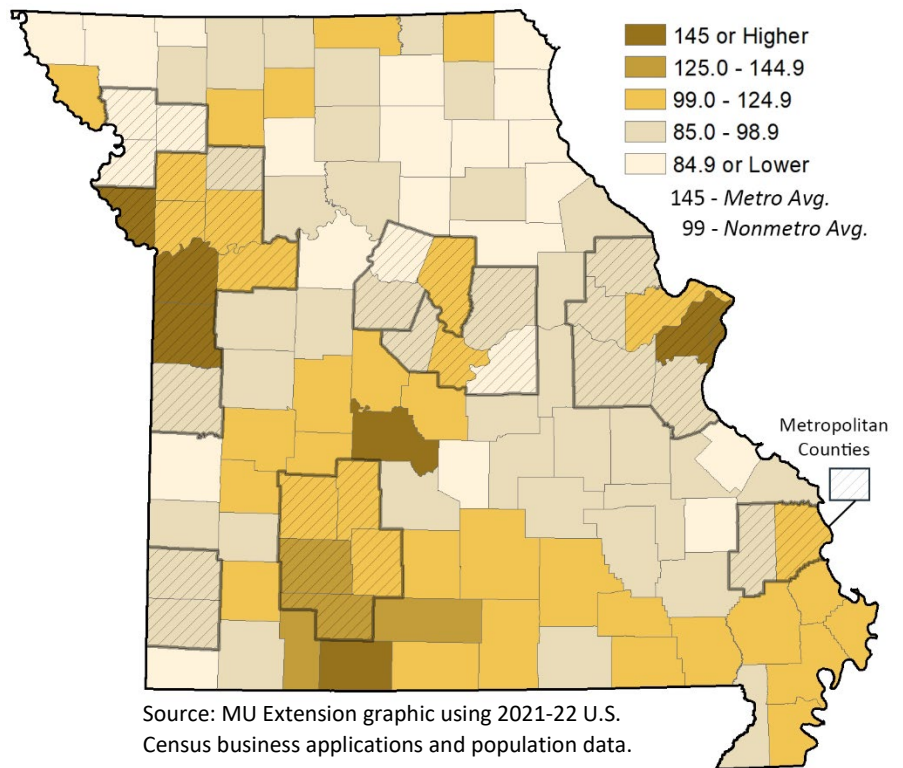 145 or Higher
125.0 - 144.9
99.0 - 124.9
85.0 - 98.9
84.9 or Lower
145 - Metro Avg.
99 - Nonmetro Avg.
Metropolitan
Counties
Source: MU Extension graphic using 2021-22 U.S.
Census business applications and population data.